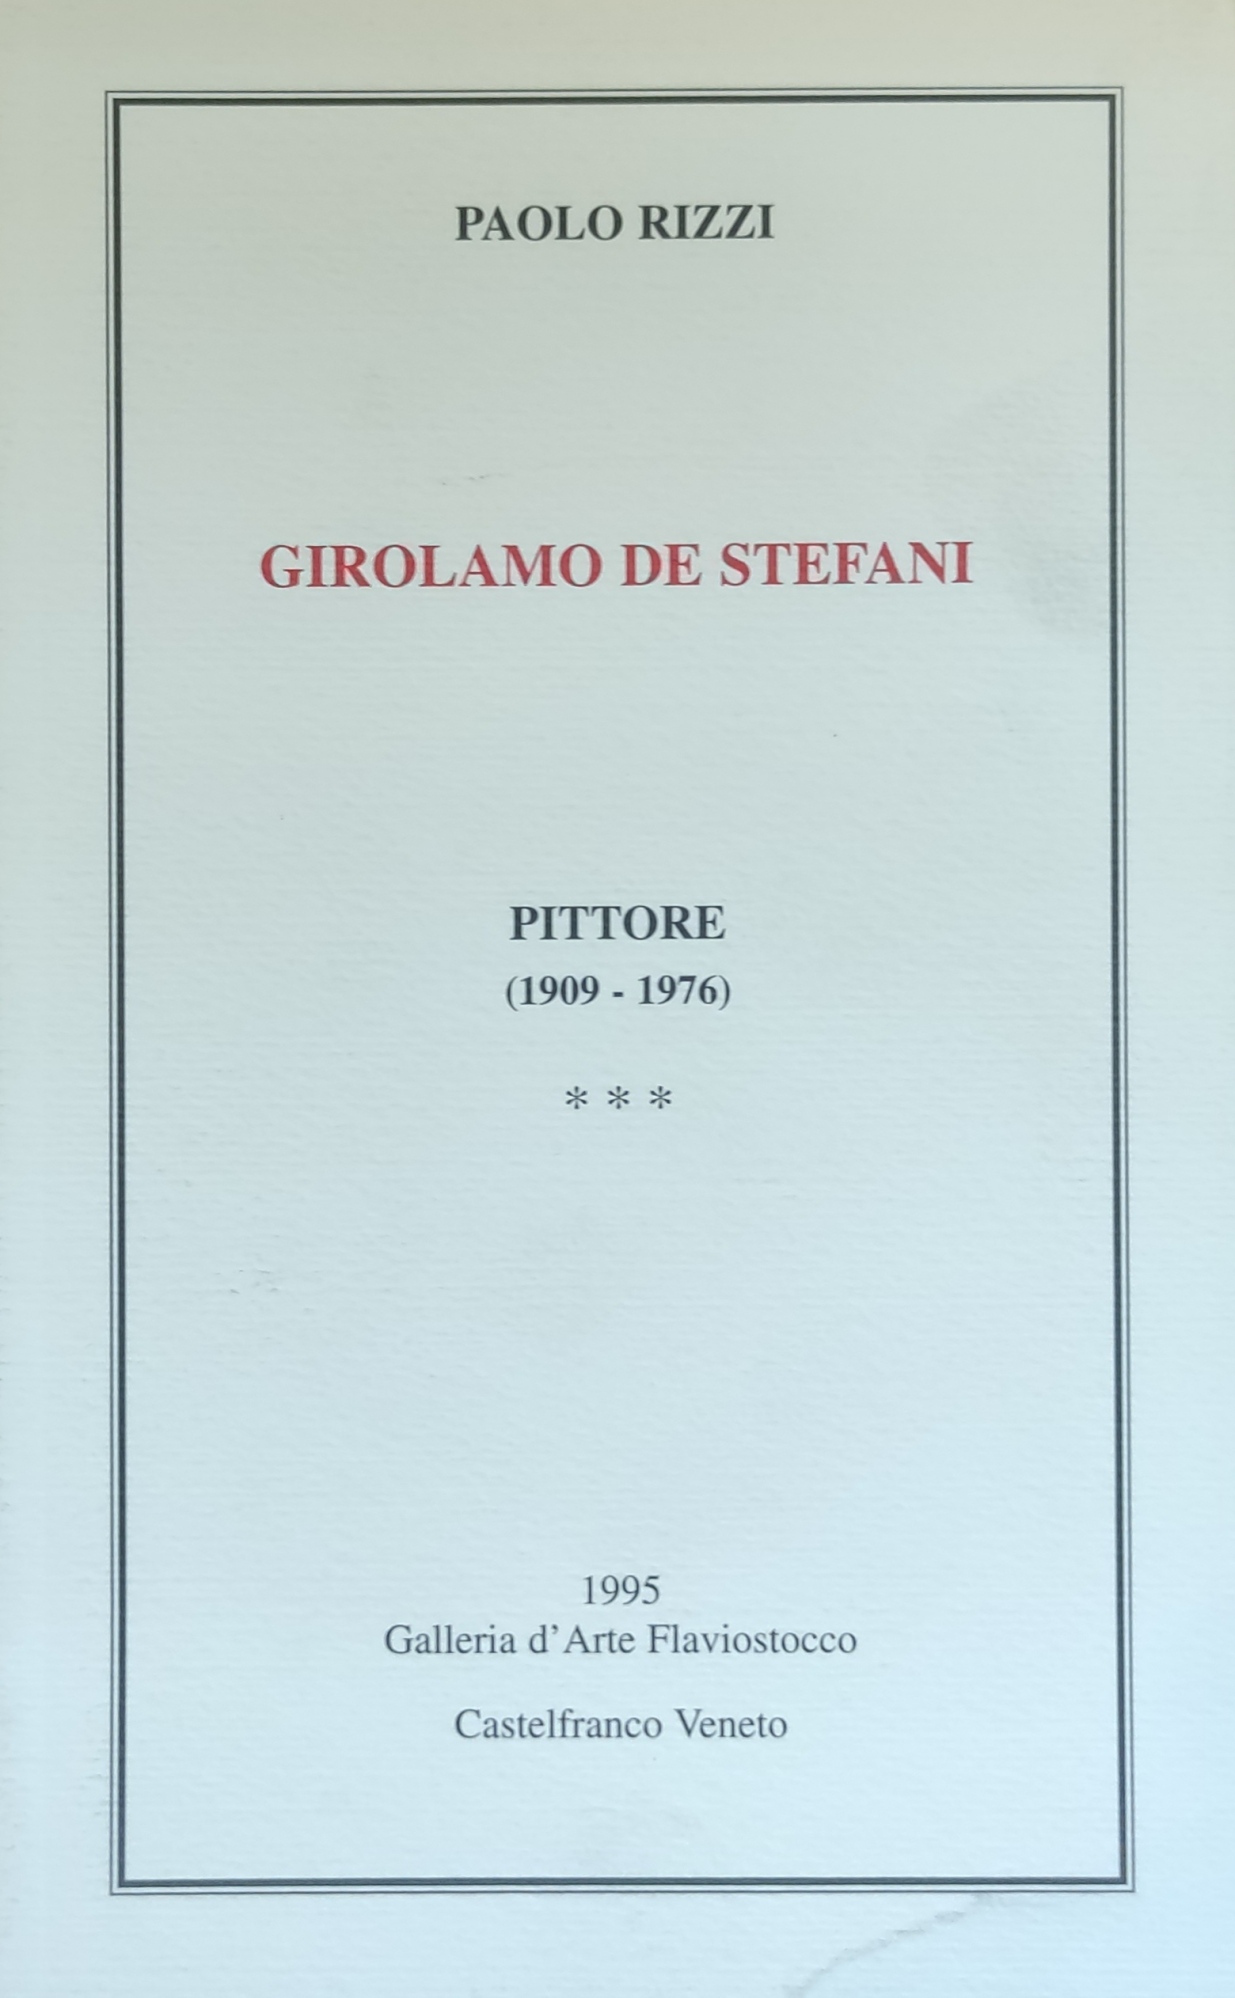 PAOLO RIZZI
GIROLAMO DE STEFANI
PITTORE
(1909 - 1976)
* * *
1995
Galleria d'Arte Flaviostocco
Castelfranco Veneto